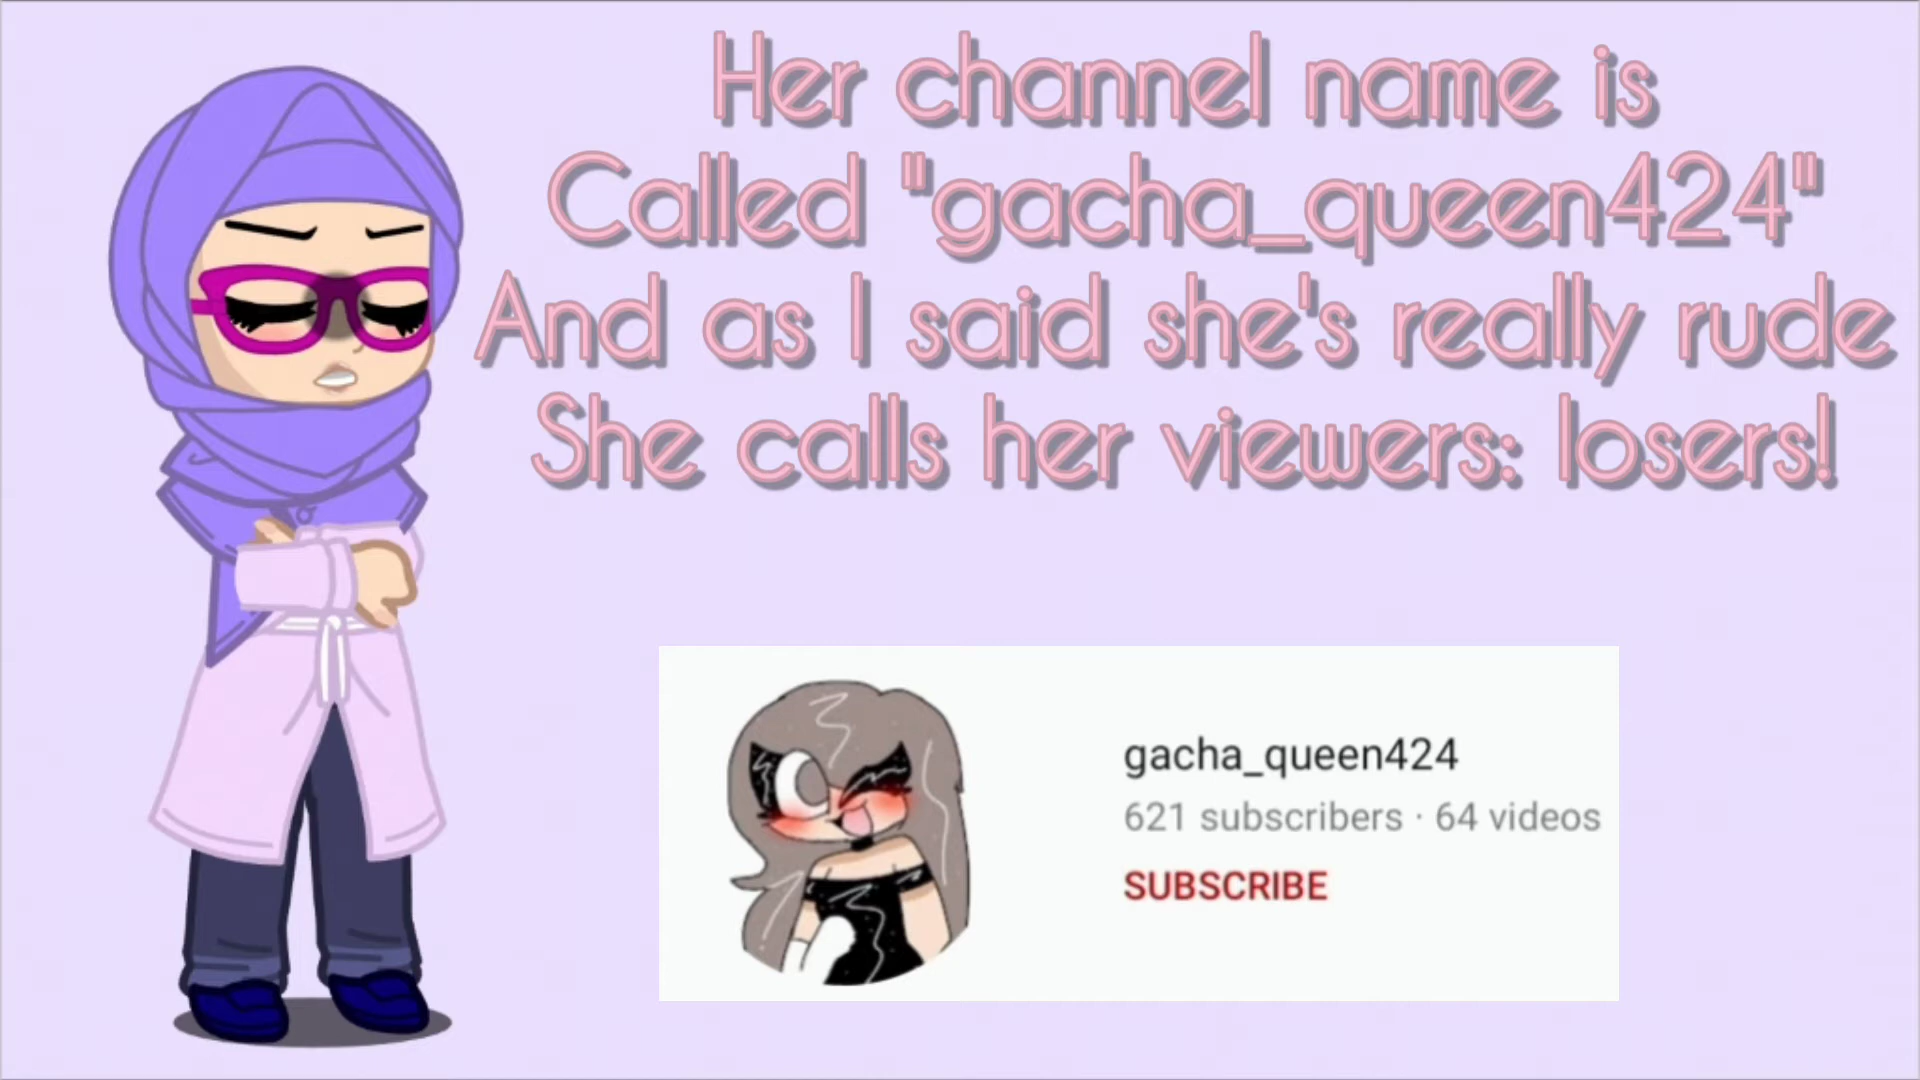 Her channel name is
Called "gacha_queen424"
And as I said she's really rude
She calls her viewers: losers!
gacha_queen424
621 subscribers · 64 videos
SUBSCRIBE